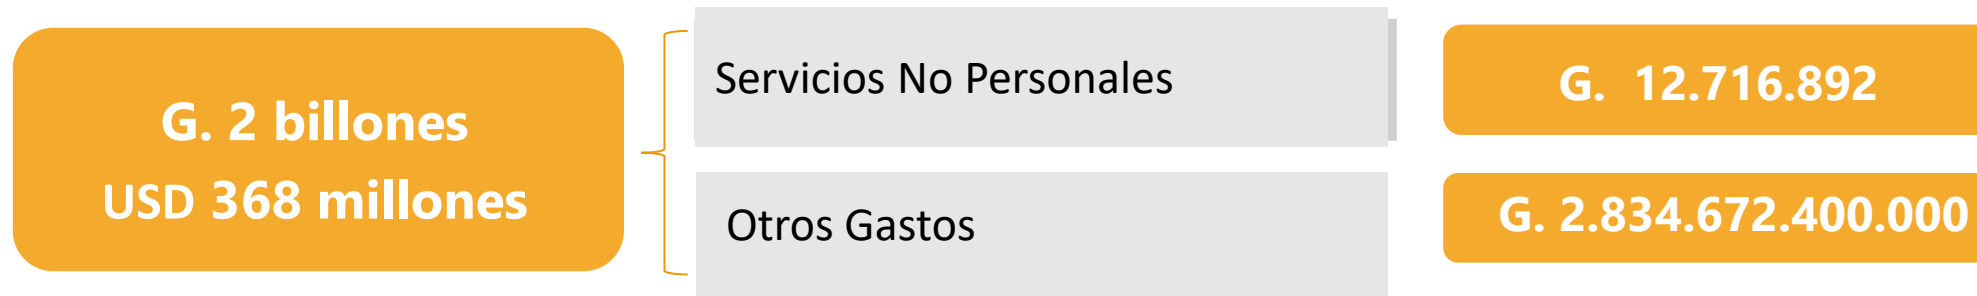 G. 2 billones
USD 368 millones
Servicios No Personales
G. 12.716.892
Otros Gastos
G. 2.834.672.400.000